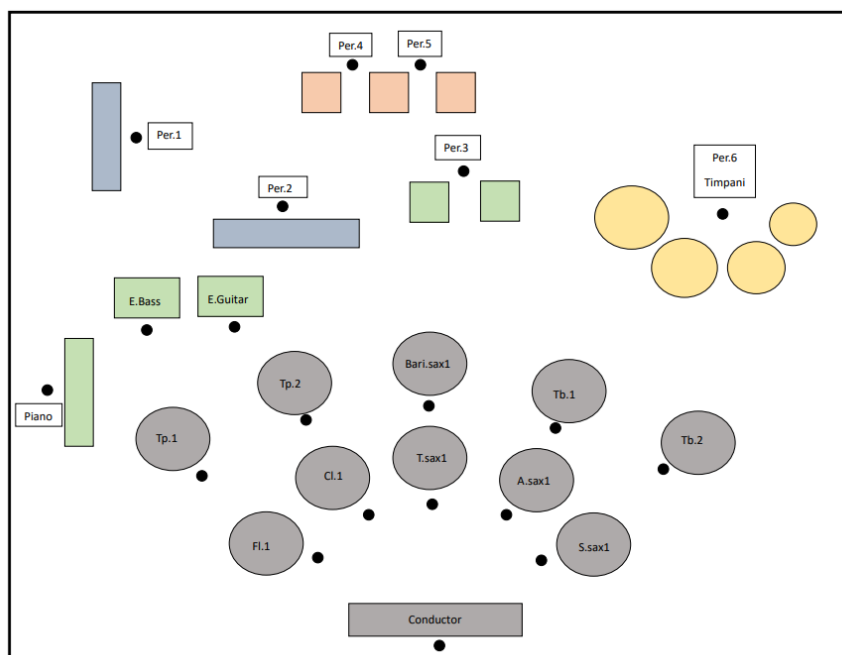 Per.4
Per.5
Per.1
Per.3
Per.6
Timpani
Per.2
E.Bass
E.Guitar
Bari.sax1
Tp.2
Tb.1
Piano
Tp.1
Tb.2
T.sax1
Cl.1
A.sax1
Fl.1
S.sax1
Conductor